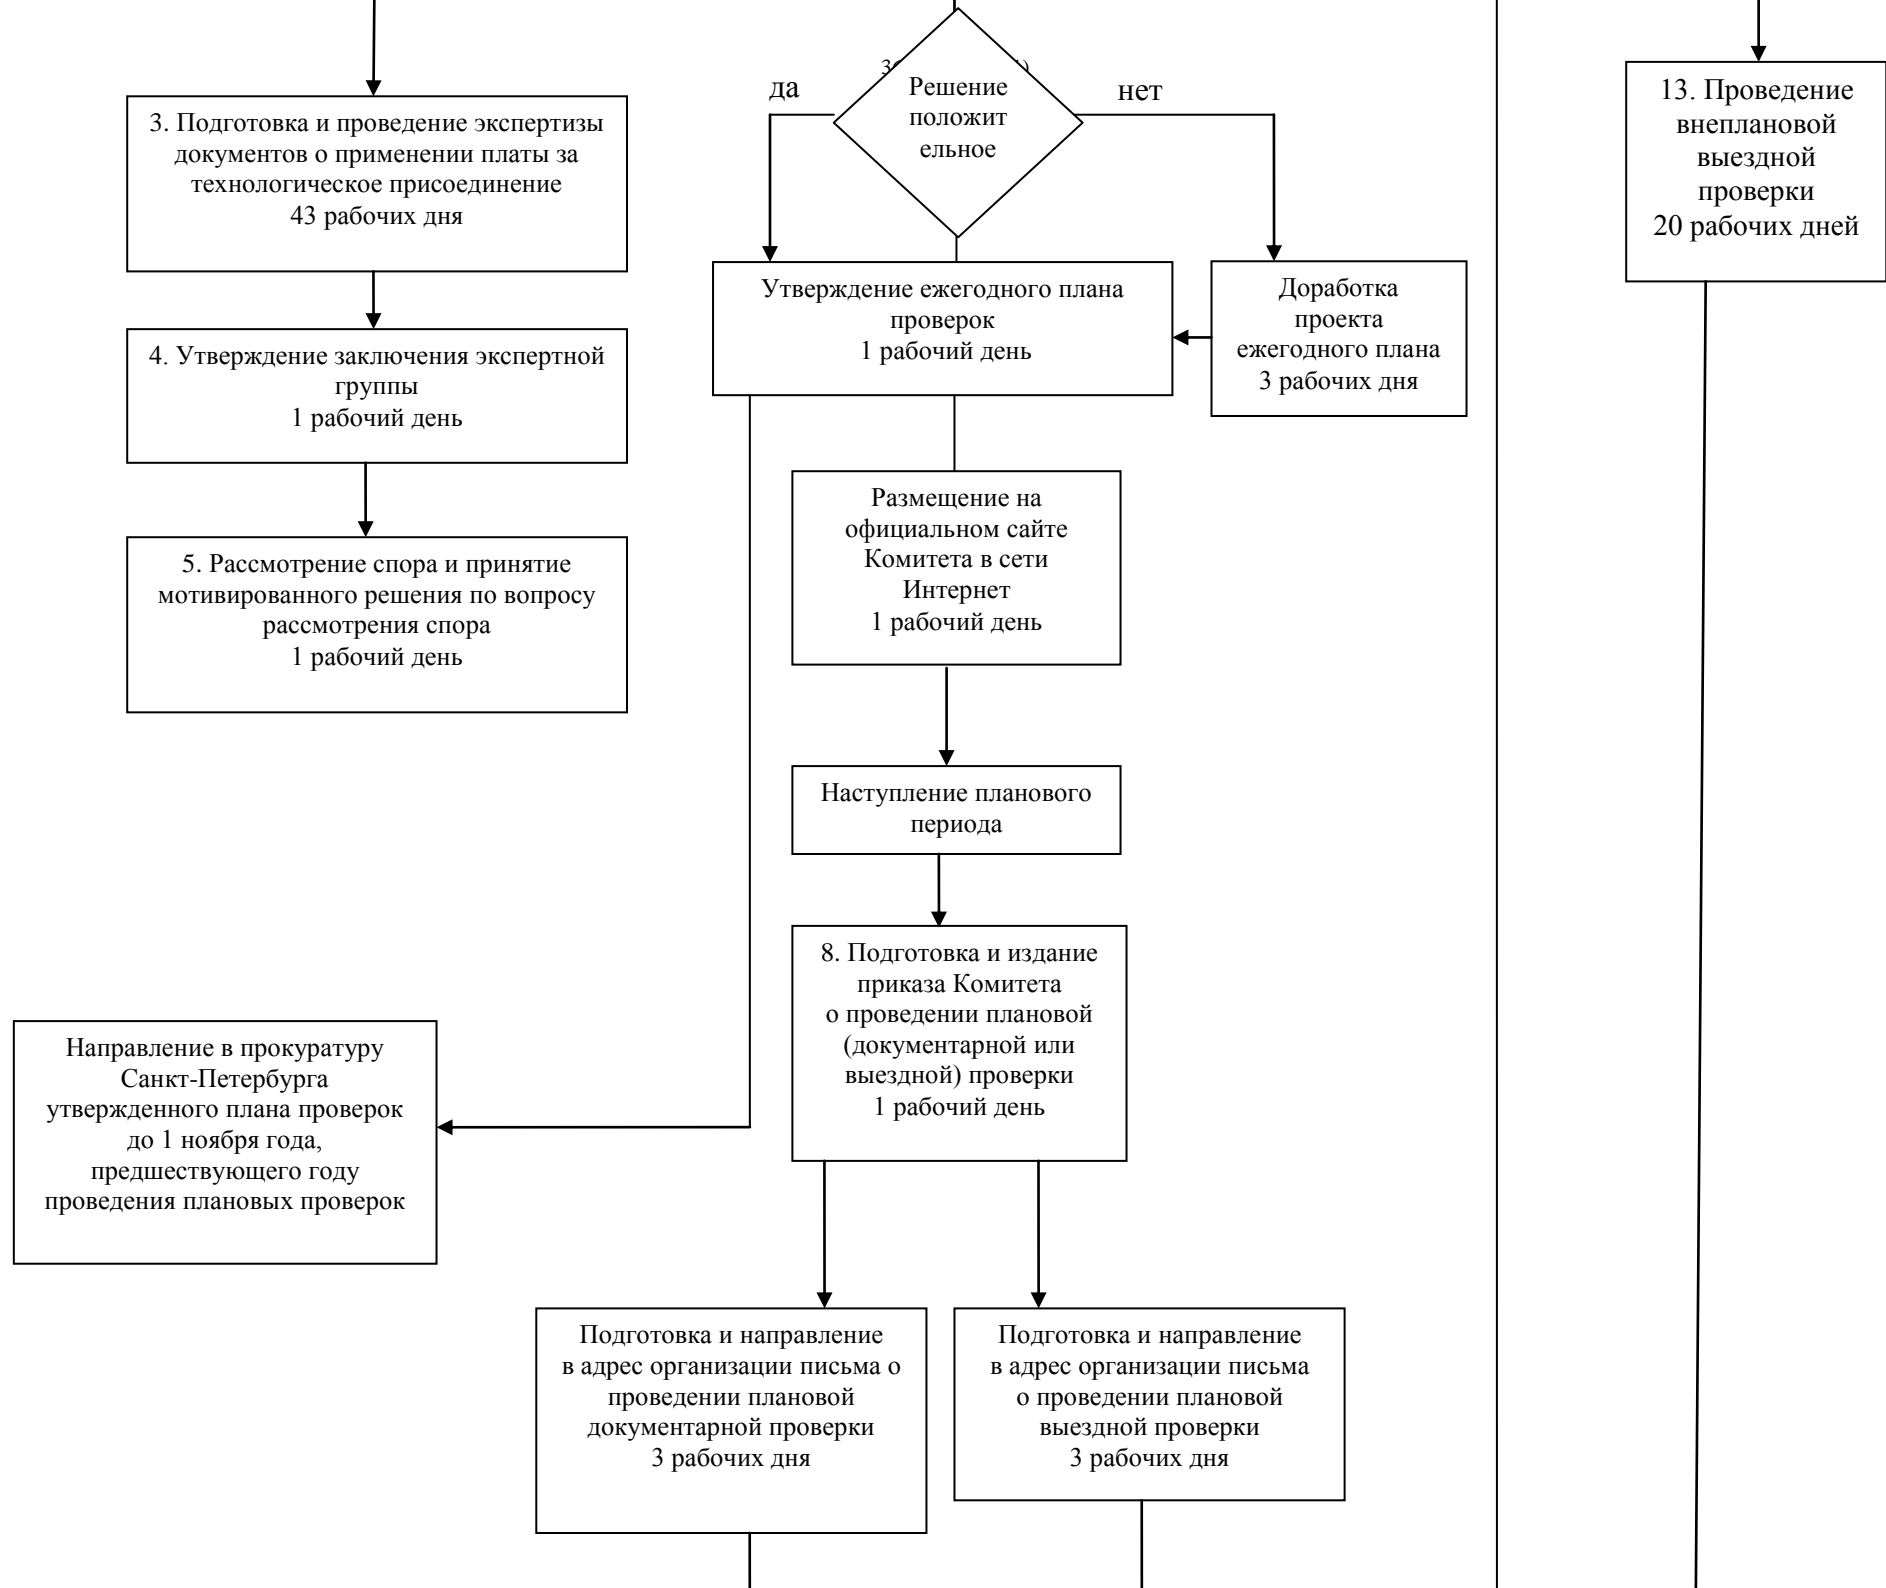 да
Решение
положит
ельное
нет
3. Подготовка и проведение экспертизы
документов о применении платы за
технологическое присоединение
43 рабочих дня
13. Проведение
внеплановой
выездной
проверки
20 рабочих дней
Утверждение ежегодного плана
проверок
1 рабочий день
Доработка
проекта
ежегодного плана
3 рабочих дня
4. Утверждение заключения экспертной
группы
1 рабочий день
Размещение на
официальном сайте
Комитета в сети
Интернет
1 рабочий день
5. Рассмотрение спора и принятие
мотивированного решения по вопросу
рассмотрения спора
1 рабочий день
Наступление планового
периода
8. Подготовка и издание
приказа Комитета
о проведении плановой
(документарной или
выездной) проверки
1 рабочий день
Направление в прокуратуру
Санкт-Петербурга
утвержденного плана проверок
до 1 ноября года,
предшествующего году
проведения плановых проверок
Подготовка и направление
в адрес организации письма о
проведении плановой
документарной проверки
3 рабочих дня
Подготовка и направление
в адрес организации письма
о проведении плановой
выездной проверки
3 рабочих дня